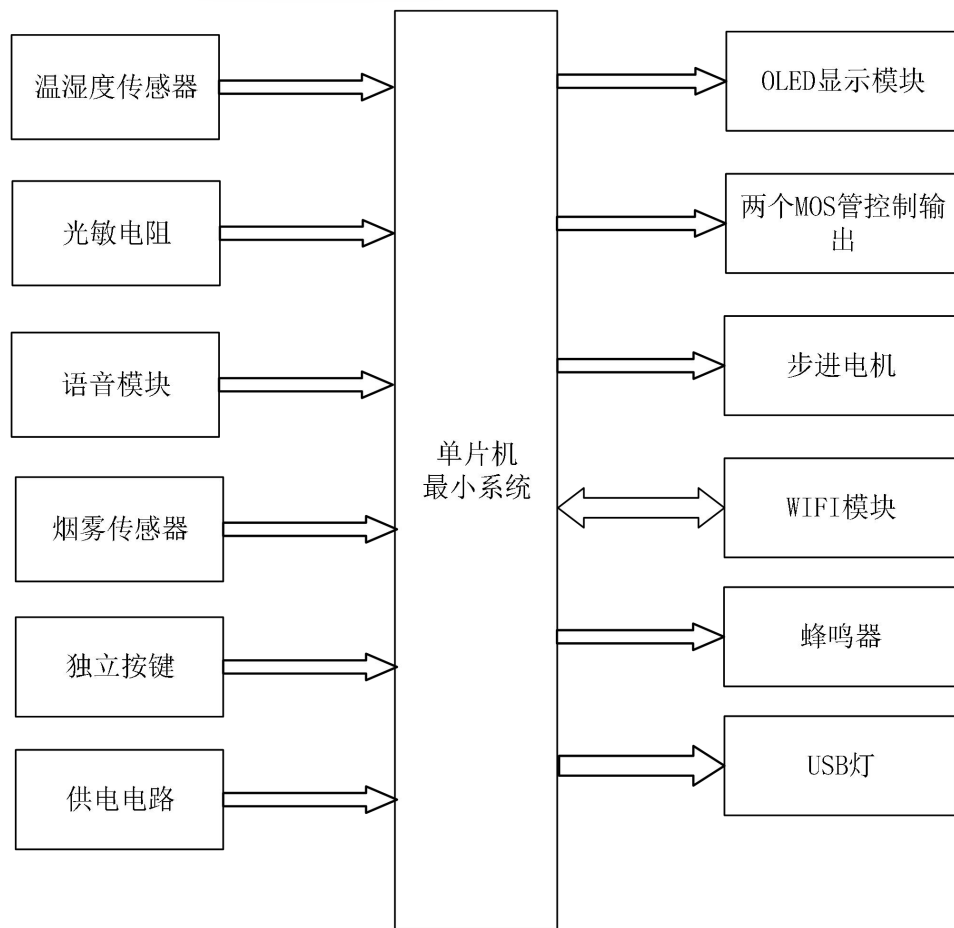 温湿度传感器
光敏电阻
语音模块
烟雾传感器
独立按键
供电电路
单片机
最小系统
OLED显示模块
两个MOS管控制输
出
步进电机
WIFI模块
蜂鸣器
USB灯